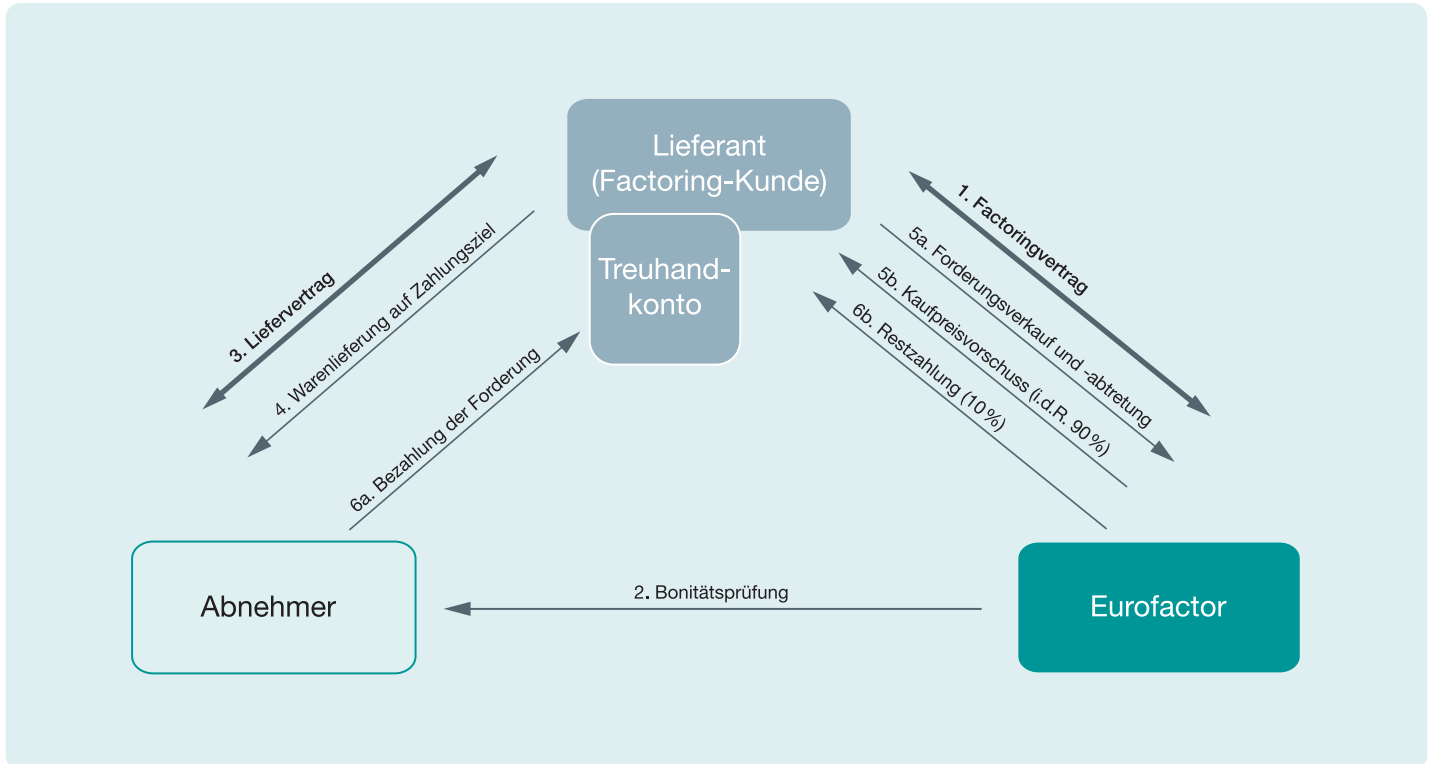 Lieferant
(Factoring-Kunde)
Treuhand-
konto
1. Factoringvertrag
5a. Forderungsverkauf und -abtretung
5b. Kaufpreisvorschuss (i.d.R. 90%)
6b. Restzahlung (10%)
3. Liefervertrag
4. Warenlieferung auf Zahlungsziel
6a. Bezahlung der Forderung
2. Bonitätsprüfung
Abnehmer
Eurofactor